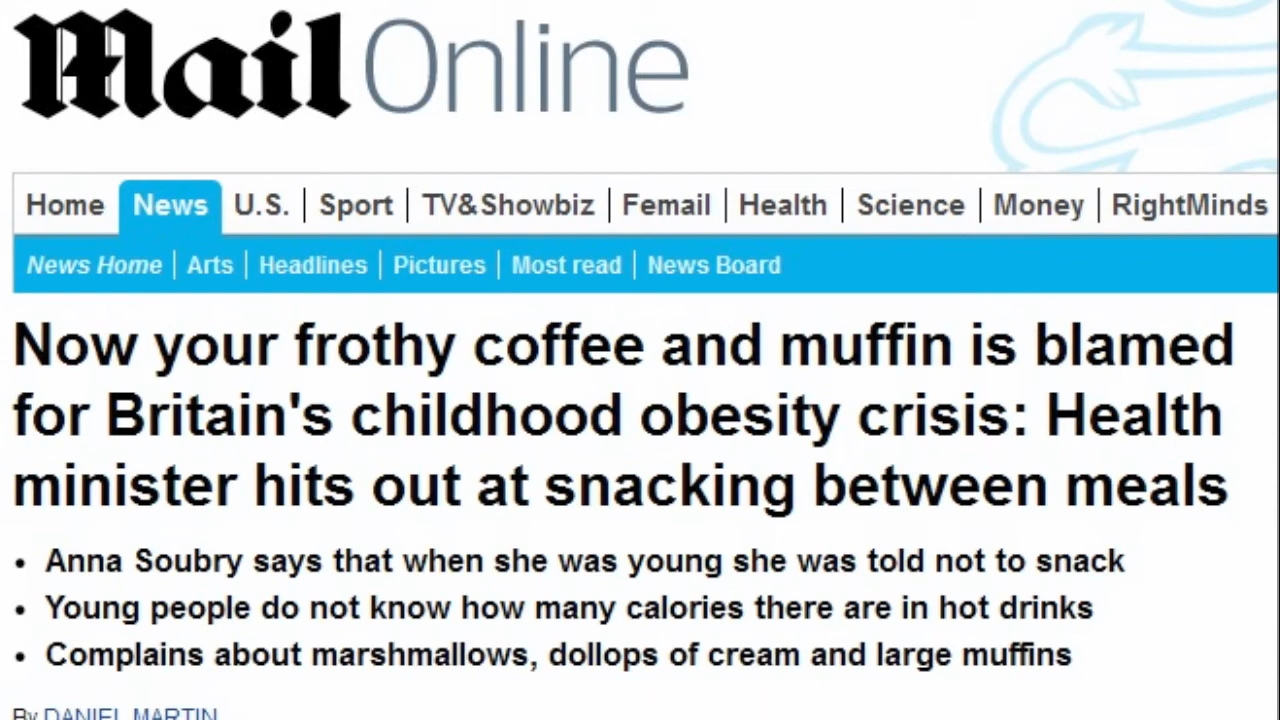 Mail Online
Home News U.S. Sport TV&Showbiz Femail Health Science Money RightMinds
News Home Arts Headlines Pictures Most read News Board
Now your frothy coffee and muffin is blamed
for Britain's childhood obesity crisis: Health
minister hits out at snacking between meals
• Anna Soubry says that when she was young she was told not to snack
• Young people do not know how many calories there are in hot drinks
• Complains about marshmallows, dollops of cream and large muffins
By DANIEL MARTIN